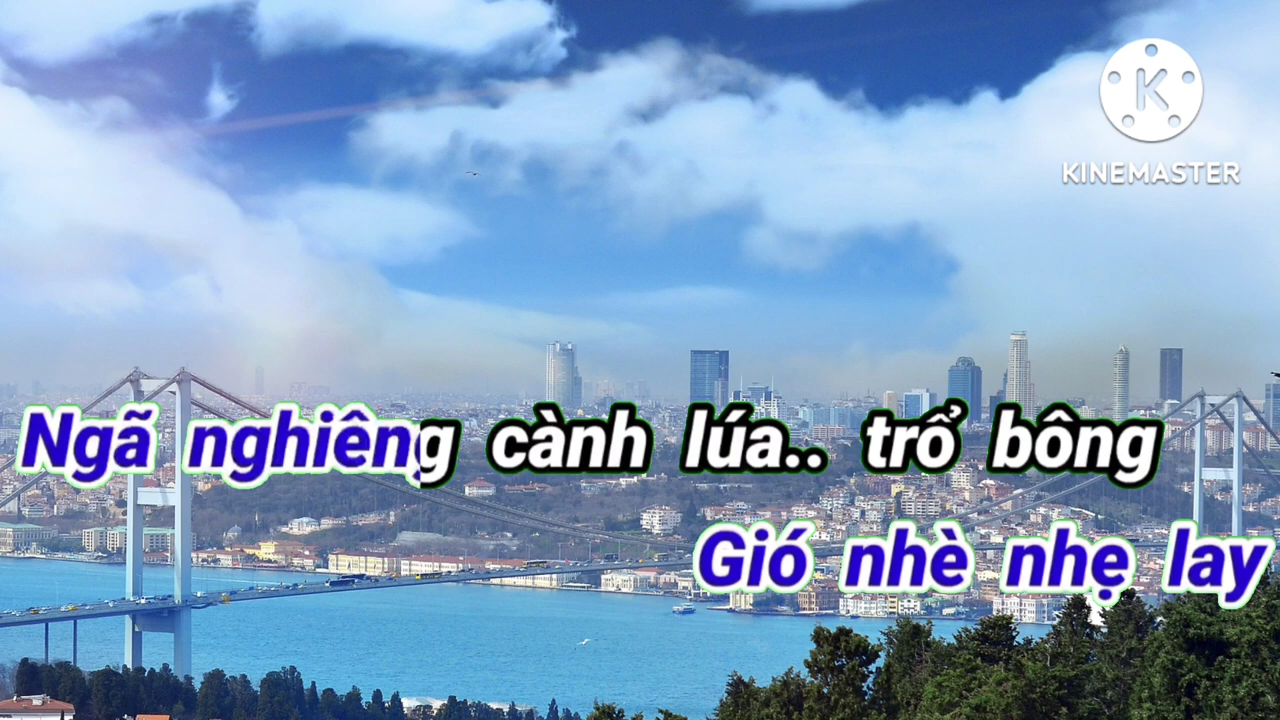 KINEMASTER
Ngã nghiêng cành lúa.. trổ bông
Gió nhè nhẹ lay